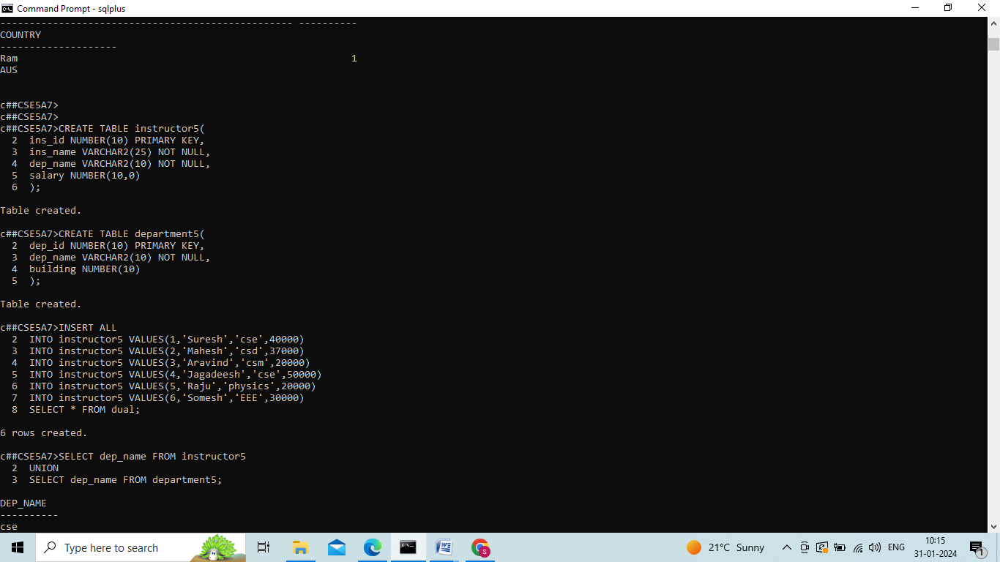 Command Prompt - sqlplus
-------------------------------------------------- ----------
COUNTRY
--------------------
Ram                                                         1
AUS
c##CSE5A7>
c##CSE5A7>
c##CSE5A7>CREATE TABLE instructor5(
  2  ins_id NUMBER(10) PRIMARY KEY,
  3  ins_name VARCHAR2(25) NOT NULL,
  4  dep_name VARCHAR2(10) NOT NULL,
  5  salary NUMBER(10,0)
  6  );
Table created.
c##CSE5A7>CREATE TABLE department5(
  2  dep_id NUMBER(10) PRIMARY KEY,
  3  dep_name VARCHAR2(10) NOT NULL,
  4  building NUMBER(10)
  5  );
Table created.
c##CSE5A7>INSERT ALL
  2  INTO instructor5 VALUES(1,'Suresh','cse',40000)
  3  INTO instructor5 VALUES(2,'Mahesh','csd',37000)
  4  INTO instructor5 VALUES(3,'Aravind','csm',20000)
  5  INTO instructor5 VALUES(4,'Jagadeesh','cse',50000)
  6  INTO instructor5 VALUES(5,'Raju','physics',20000)
  7  INTO instructor5 VALUES(6,'Somesh','EEE',30000)
  8  SELECT * FROM dual;
6 rows created.
c##CSE5A7>SELECT dep_name FROM instructor5
  2  UNION
  3  SELECT dep_name FROM department5;
DEP_NAME
----------
cse
Type here to search
21°C Sunny
ENG
10:15
31-01-2024
1